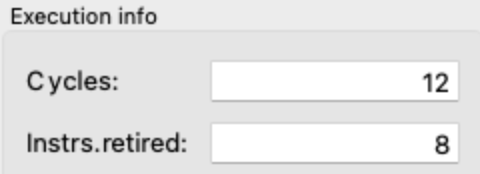 Execution info
Cycles: 12
Instrs.retired: 8